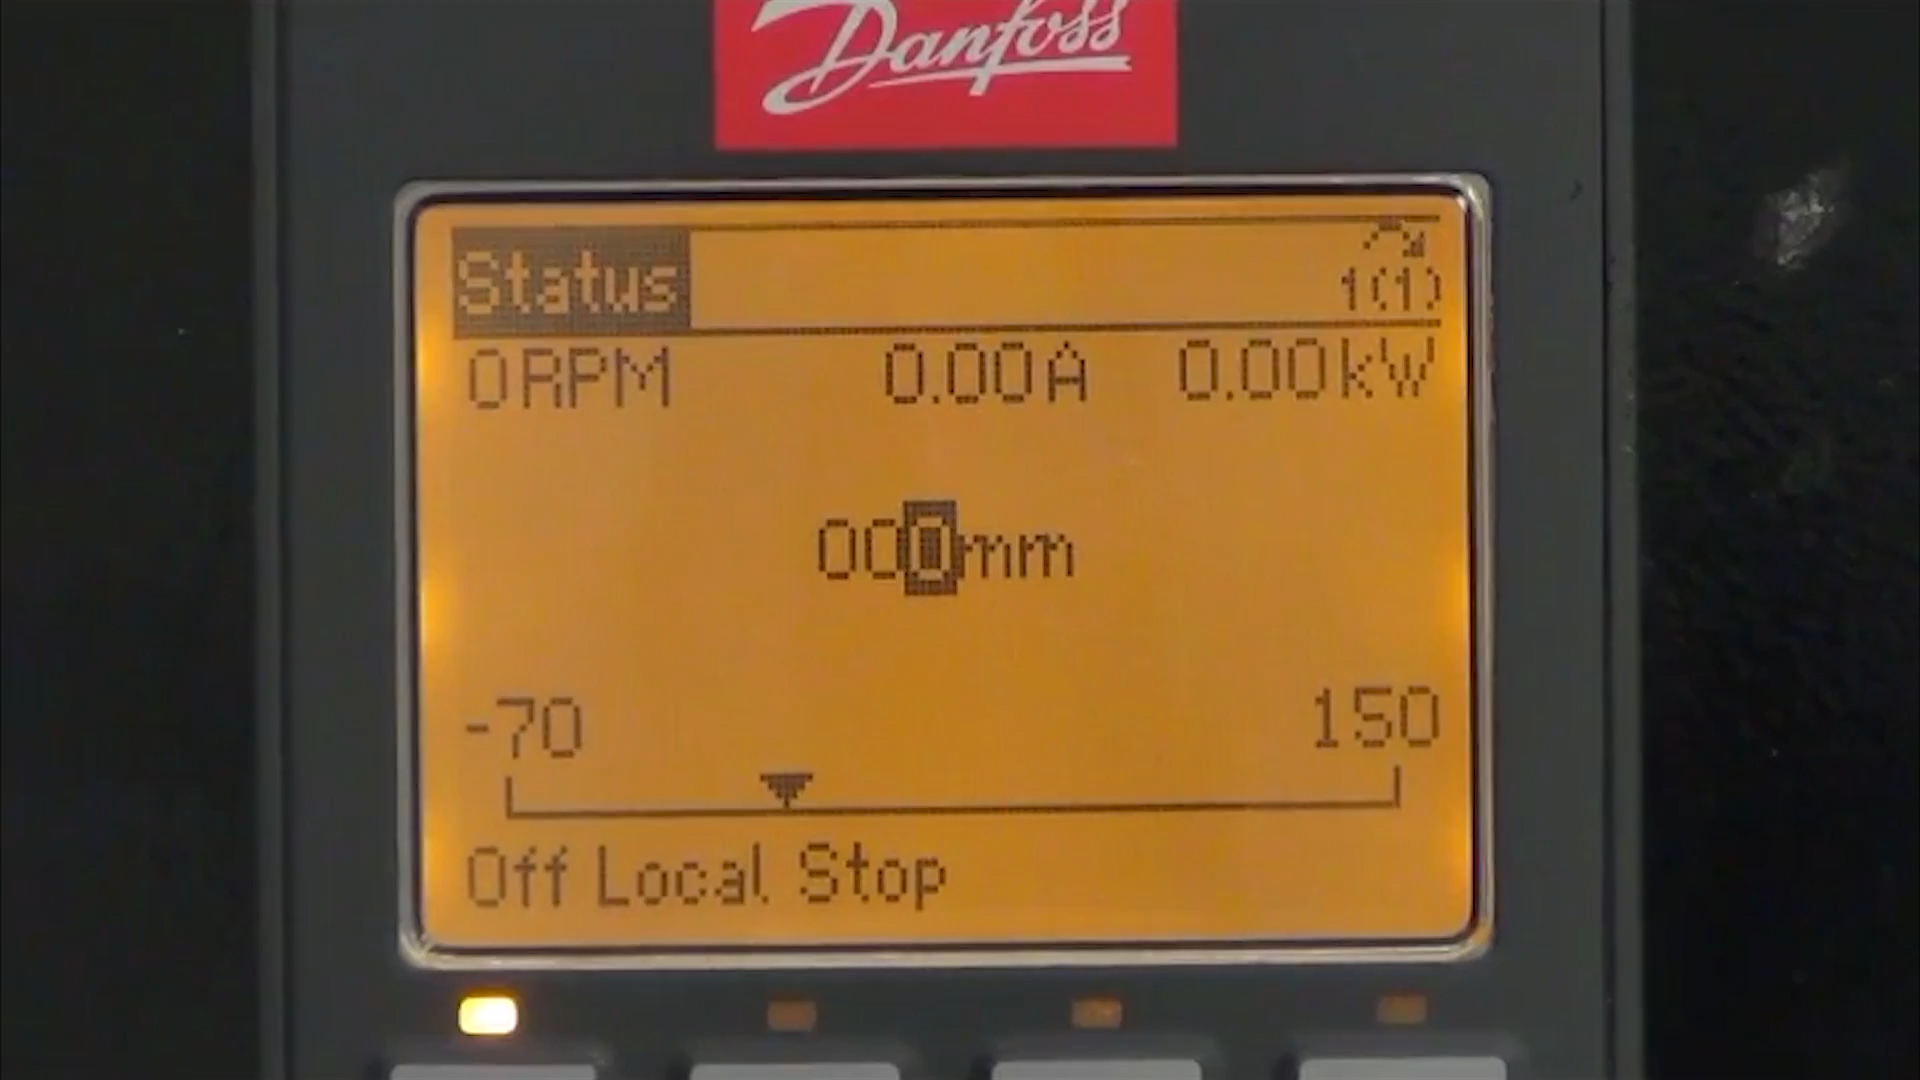 Danfoss
Status
1(1)
0RPM 0.00A 0.00kW
000mm
-70 150
Off Local Stop